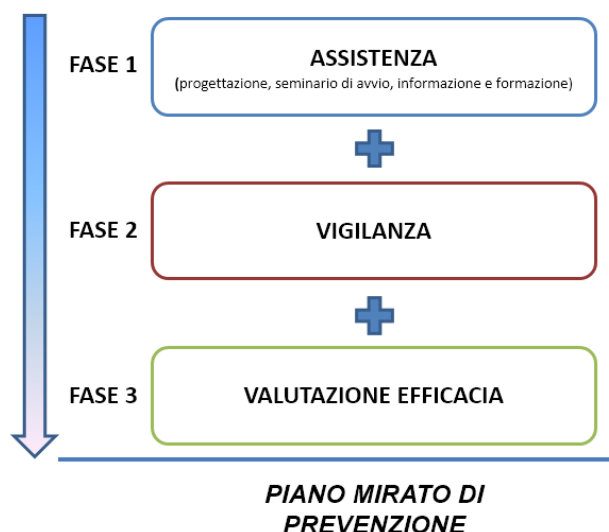 FASE 1
ASSISTENZA
(progettazione, seminario di avvio, informazione e formazione)
FASE 2
VIGILANZA
FASE 3
VALUTAZIONE EFFICACIA
PIANO MIRATO DI
PREVENZIONE